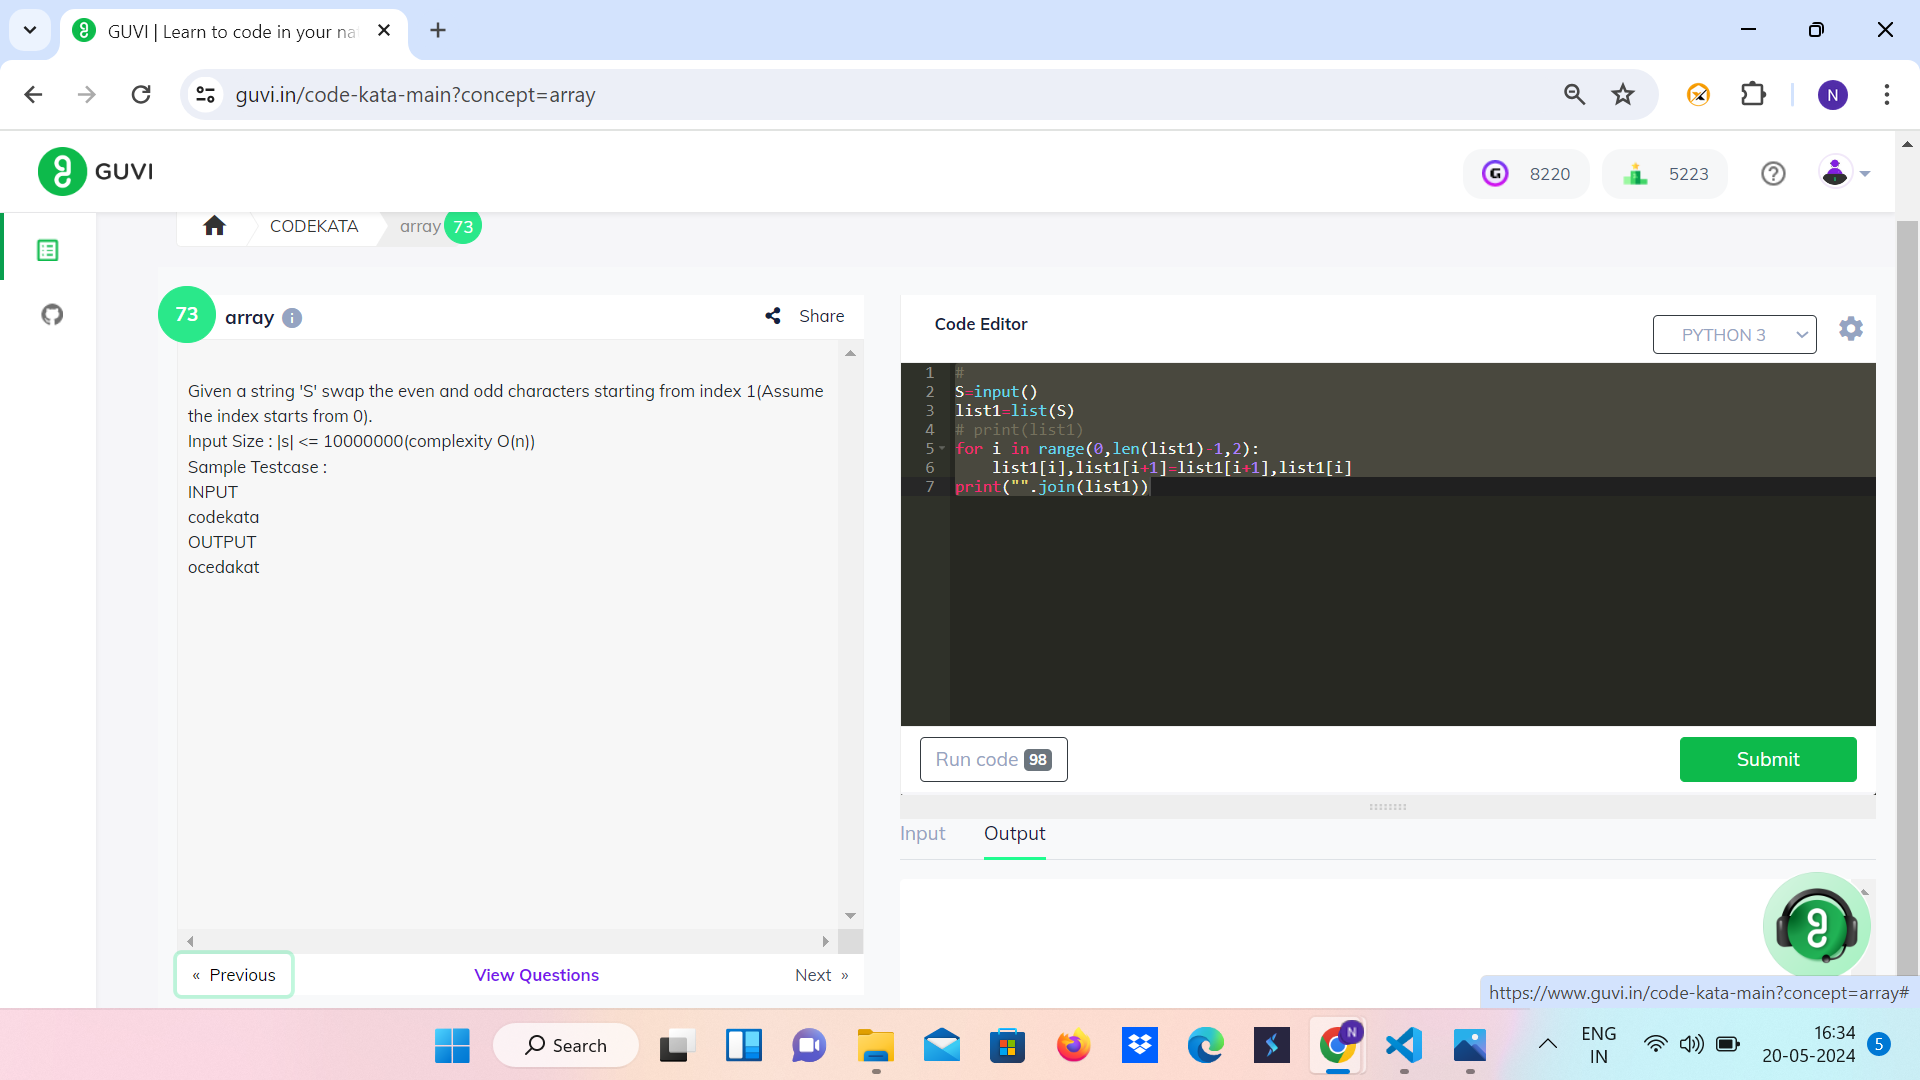 GUVI | Learn to code in your na
guvi.in/code-kata-main?concept=array
N
GUVI
8220
5223
CODEKATA
array 73
73
array
Share
Given a string 'S' swap the even and odd characters starting from index 1(Assume
the index starts from 0).
Input Size : |s| <= 10000000(complexity O(n))
Sample Testcase :
INPUT
codekata
OUTPUT
ocedakat
« Previous
View Questions
Next »
Code Editor
PYTHON 3
1 #
2 S=input()
3 list1=list(S)
4 # print(list1)
5 for i in range(0,len(list1)-1,2):
6     list1[i],list1[i+1]=list1[i+1],list1[i]
7 print("".join(list1))
Run code 98
Submit
Input
Output
https://www.guvi.in/code-kata-main?concept=array#
Search
N
ENG
IN
16:34
20-05-2024
5